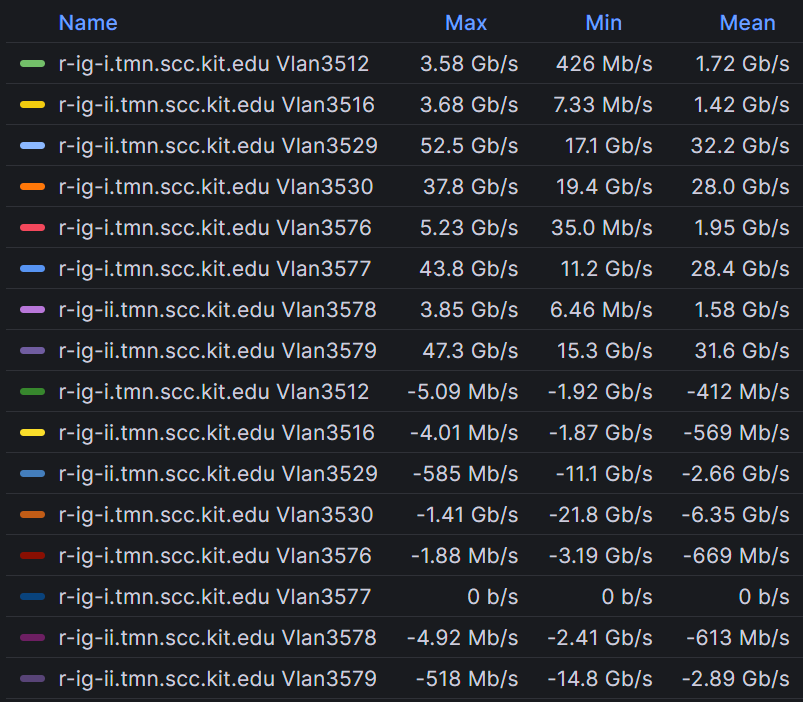 Name Max Min Mean
r-ig-i.tmn.scc.kit.edu Vlan3512 3.58 Gb/s 426 Mb/s 1.72 Gb/s
r-ig-ii.tmn.scc.kit.edu Vlan3516 3.68 Gb/s 7.33 Mb/s 1.42 Gb/s
r-ig-ii.tmn.scc.kit.edu Vlan3529 52.5 Gb/s 17.1 Gb/s 32.2 Gb/s
r-ig-i.tmn.scc.kit.edu Vlan3530 37.8 Gb/s 19.4 Gb/s 28.0 Gb/s
r-ig-i.tmn.scc.kit.edu Vlan3576 5.23 Gb/s 35.0 Mb/s 1.95 Gb/s
r-ig-i.tmn.scc.kit.edu Vlan3577 43.8 Gb/s 11.2 Gb/s 28.4 Gb/s
r-ig-ii.tmn.scc.kit.edu Vlan3578 3.85 Gb/s 6.46 Mb/s 1.58 Gb/s
r-ig-ii.tmn.scc.kit.edu Vlan3579 47.3 Gb/s 15.3 Gb/s 31.6 Gb/s
r-ig-i.tmn.scc.kit.edu Vlan3512 -5.09 Mb/s -1.92 Gb/s -412 Mb/s
r-ig-ii.tmn.scc.kit.edu Vlan3516 -4.01 Mb/s -1.87 Gb/s -569 Mb/s
r-ig-ii.tmn.scc.kit.edu Vlan3529 -585 Mb/s -11.1 Gb/s -2.66 Gb/s
r-ig-i.tmn.scc.kit.edu Vlan3530 -1.41 Gb/s -21.8 Gb/s -6.35 Gb/s
r-ig-i.tmn.scc.kit.edu Vlan3576 -1.88 Mb/s -3.19 Gb/s -669 Mb/s
r-ig-i.tmn.scc.kit.edu Vlan3577 0 b/s 0 b/s 0 b/s
r-ig-ii.tmn.scc.kit.edu Vlan3578 -4.92 Mb/s -2.41 Gb/s -613 Mb/s
r-ig-ii.tmn.scc.kit.edu Vlan3579 -518 Mb/s -14.8 Gb/s -2.89 Gb/s